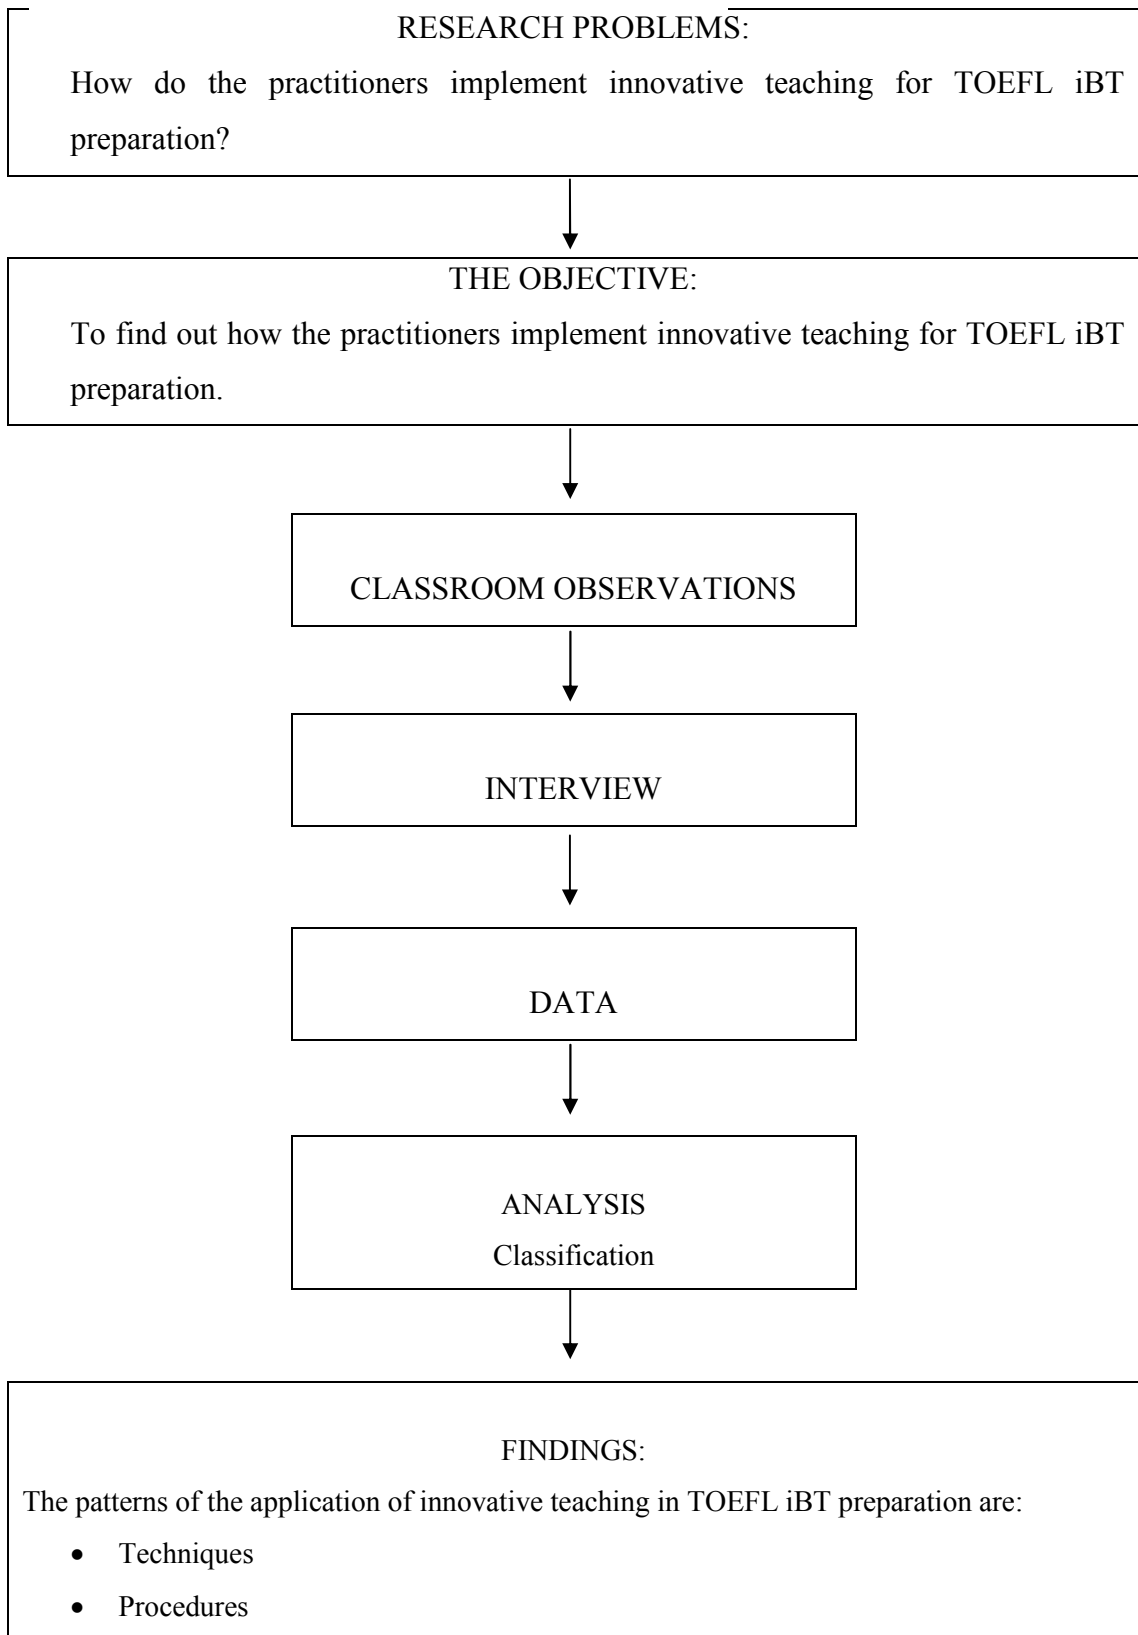 RESEARCH PROBLEMS:
How do the practitioners implement innovative teaching for TOEFL iBT
preparation?
THE OBJECTIVE:
To find out how the practitioners implement innovative teaching for TOEFL iBT
preparation.
CLASSROOM OBSERVATIONS
INTERVIEW
DATA
ANALYSIS
Classification
FINDINGS:
The patterns of the application of innovative teaching in TOEFL iBT preparation are:
• Techniques
• Procedures